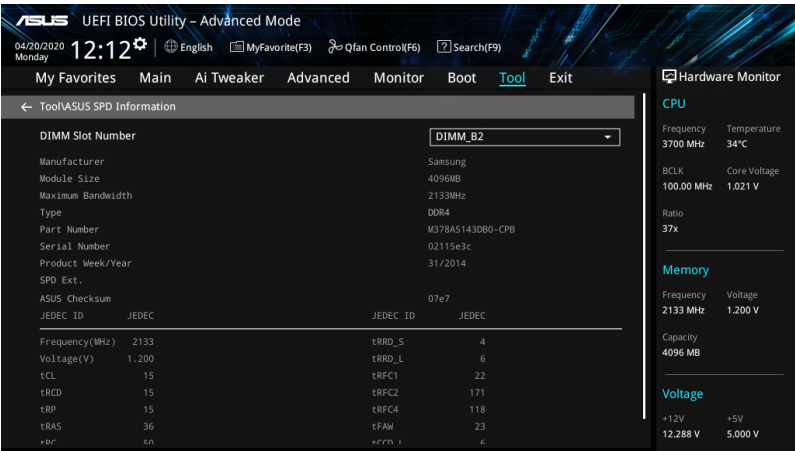 ASUS UEFI BIOS Utility – Advanced Mode
04/20/2020 Monday 12:12 English MyFavorite(F3) Qfan Control(F6) ? Search(F9)
My Favorites Main Ai Tweaker Advanced Monitor Boot Tool Exit
← Tool\ASUS SPD Information
DIMM Slot Number DIMM_B2
Manufacturer Samsung
Module Size 4096MB
Maximum Bandwidth 2133MHz
Type DDR4
Part Number M378A5143DB0-CPB
Serial Number 02115e3c
Product Week/Year 31/2014
SPD Ext.
ASUS Checksum 07e7
JEDEC ID JEDEC JEDEC ID JEDEC
Frequency(MHz) 2133 tRRD_S 4
Voltage(V) 1.200 tRRD_L 6
tCL 15 tRFC1 22
tRCD 15 tRFC2 171
tRP 15 tRFC4 118
tRAS 36 tFAW 23
tRC 50 tCCD_L 6
Hardware Monitor
CPU
Frequency Temperature
3700 MHz 34°C
BCLK Core Voltage
100.00 MHz 1.021 V
Ratio
37x
Memory
Frequency Voltage
2133 MHz 1.200 V
Capacity
4096 MB
Voltage
+12V +5V
12.288 V 5.000 V